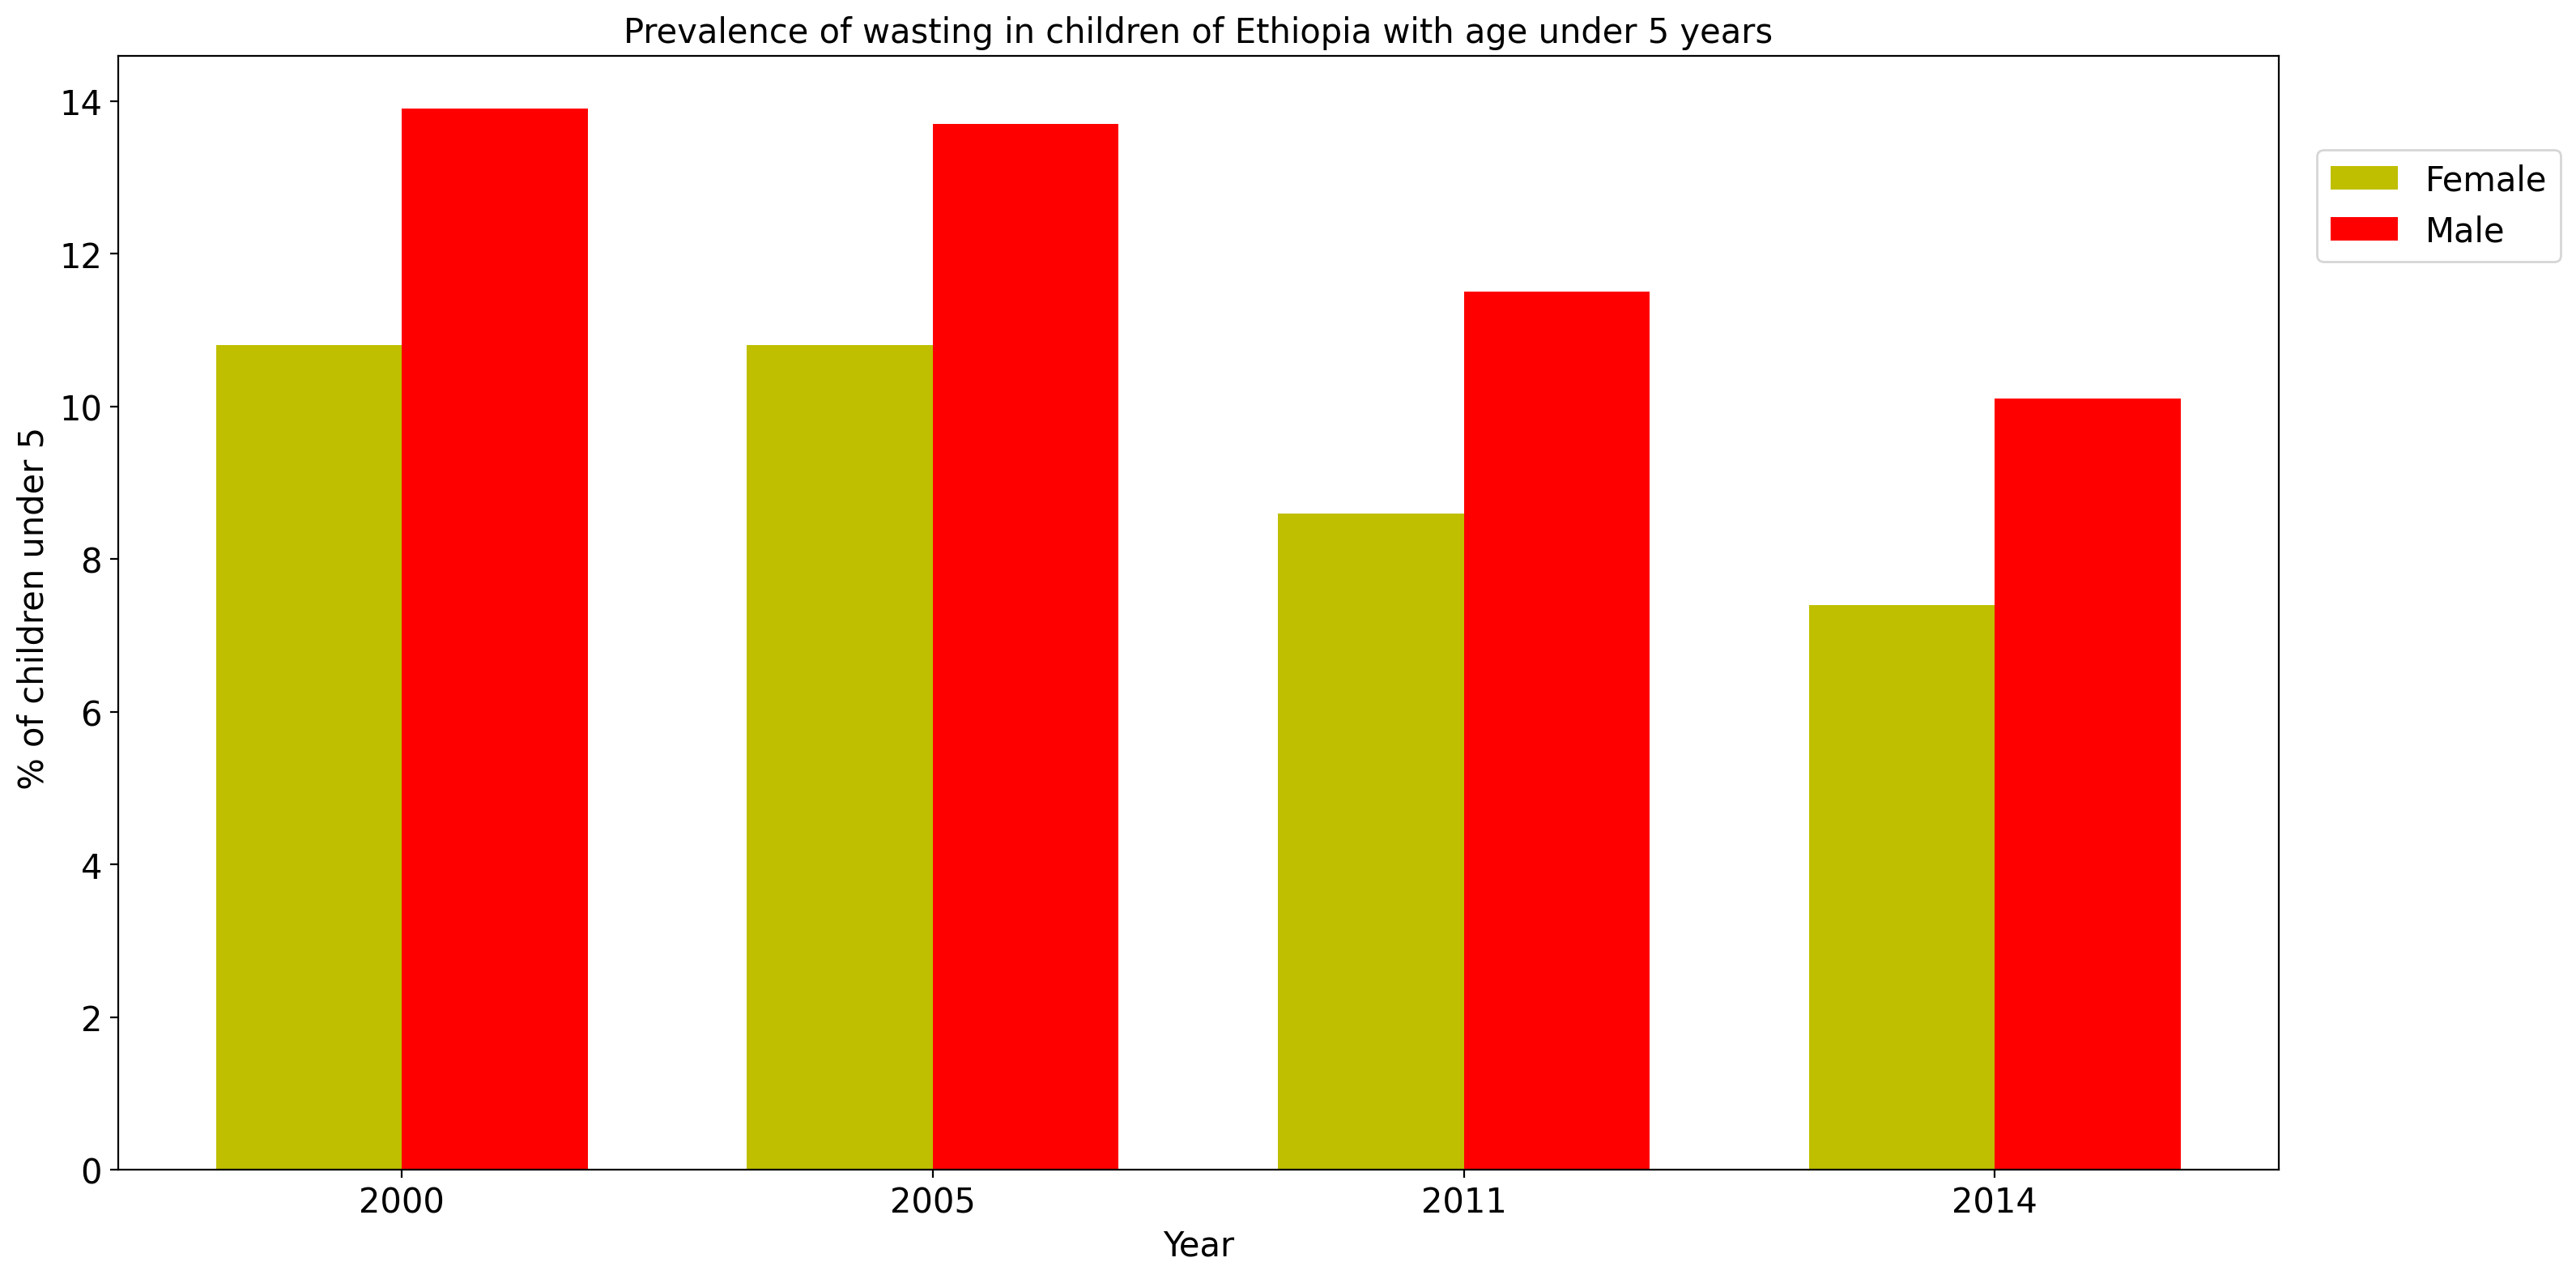 Prevalence of wasting in children of Ethiopia with age under 5 years
14
12
10
8
6
4
2
0
% of children under 5
2000 2005 2011 2014
Year
Female
Male